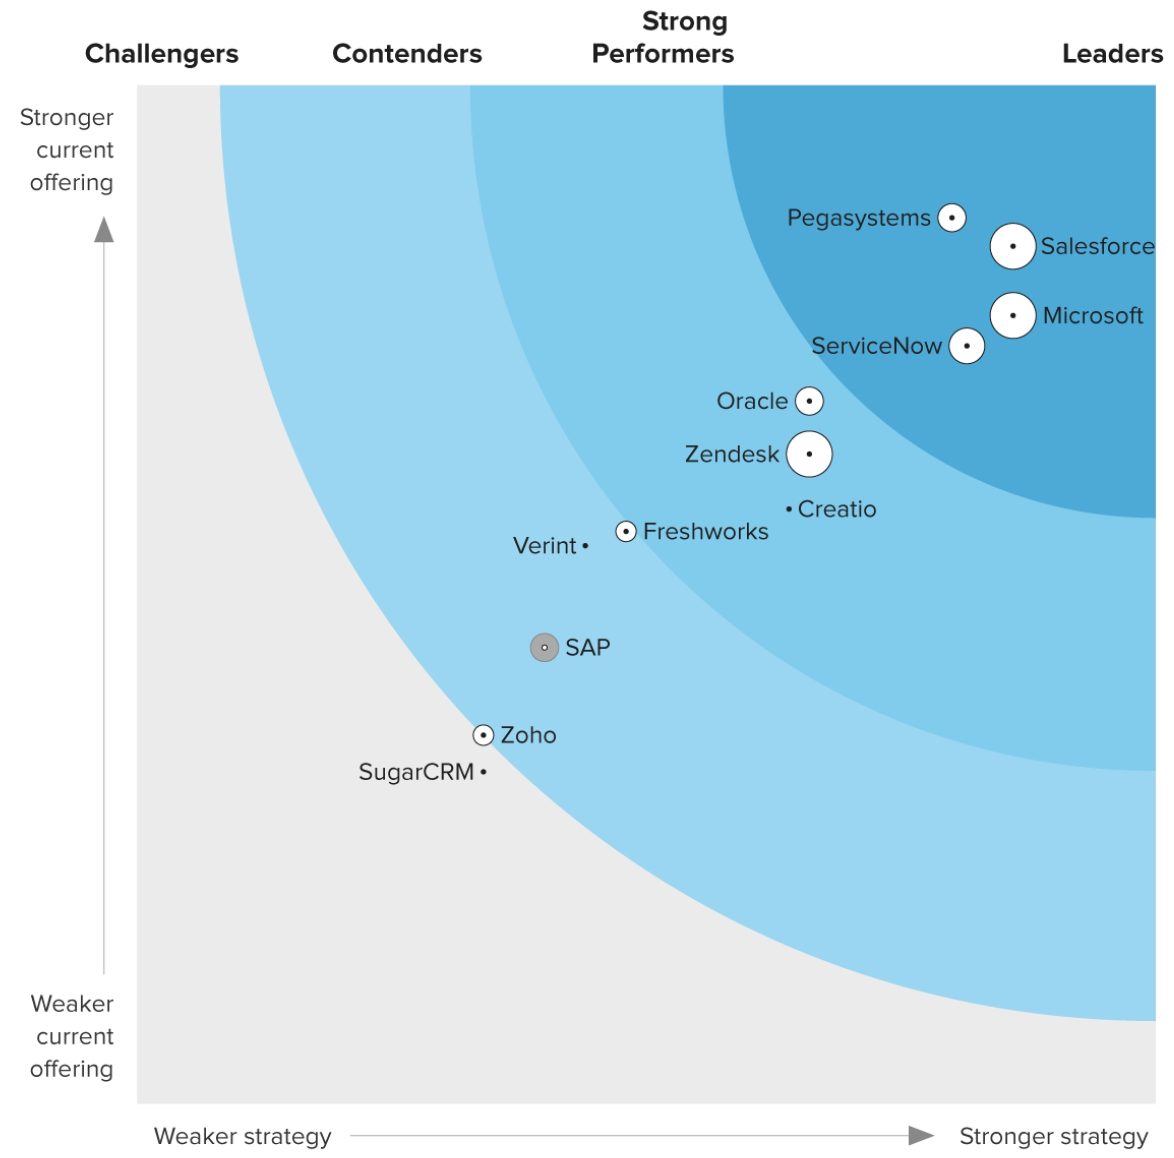 Challengers
Contenders
Strong
Performers
Leaders
Stronger
current
offering
Pegasystems
Salesforce
Microsoft
ServiceNow
Oracle
Zendesk
Creatio
Freshworks
Verint
SAP
Zoho
SugarCRM
Weaker
current
offering
Weaker strategy
Stronger strategy